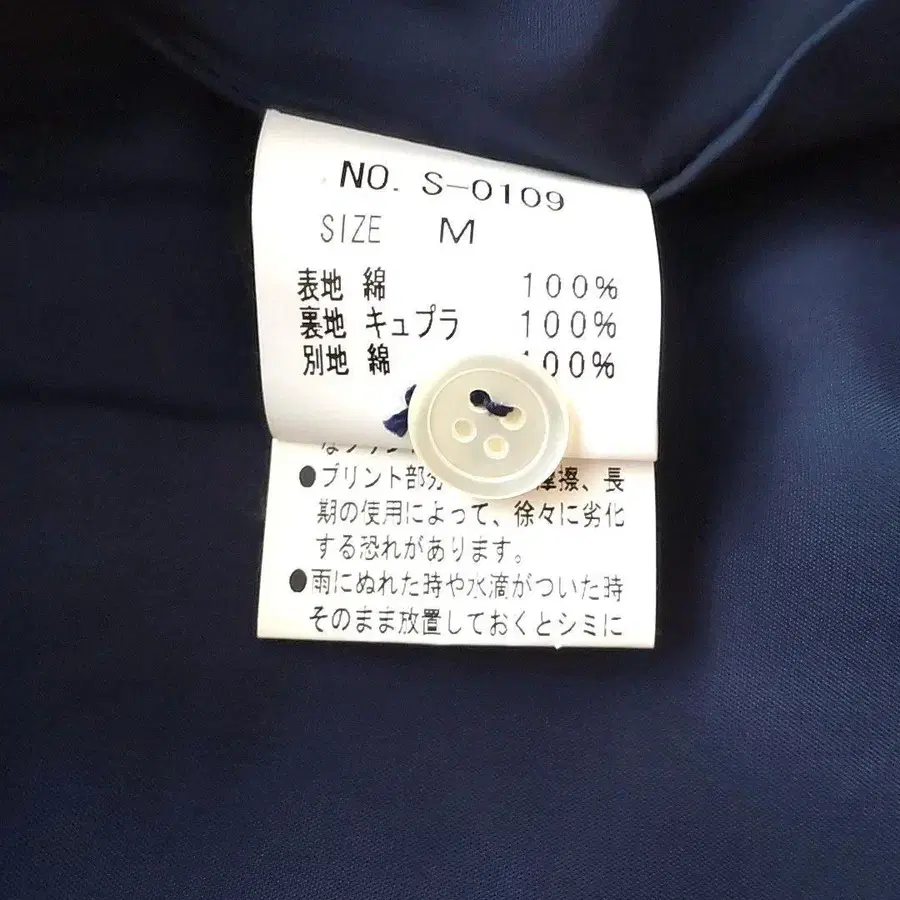 NO. S-0109
SIZE M
表地 綿 100%
裏地 キュプラ 100%
別地 綿 100%
●プリント部分 摩擦、長
期の使用によって、徐々に劣化
する恐れがあります。
●雨にぬれた時や水滴がついた時
そのまま放置しておくとシミに